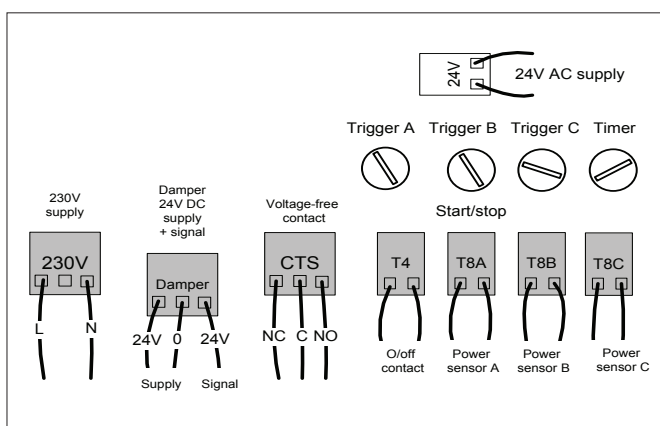 24V
24V AC supply
Trigger A
Trigger B
Trigger C
Timer
Start/stop
230V
supply
230V
L
N
Damper
24V DC
supply
+ signal
Damper
24V
0
24V
Supply
Signal
Voltage-free
contact
CTS
NC
C
NO
T4
O/off
contact
T8A
Power
sensor A
T8B
Power
sensor B
T8C
Power
sensor C